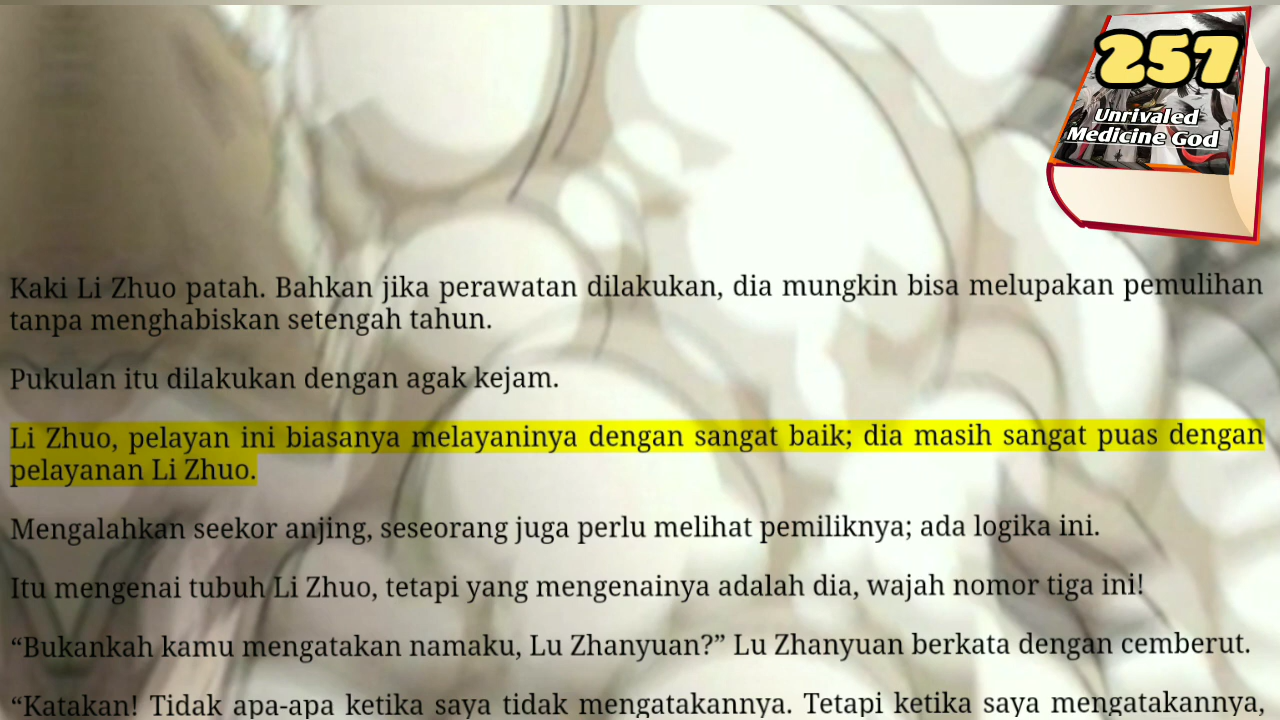 257
Unrivaled
Medicine God
Kaki Li Zhuo patah. Bahkan jika perawatan dilakukan, dia mungkin bisa melupakan pemulihan
tanpa menghabiskan setengah tahun.
Pukulan itu dilakukan dengan agak kejam.
Li Zhuo, pelayan ini biasanya melayaninya dengan sangat baik; dia masih sangat puas dengan
pelayanan Li Zhuo.
Mengalahkan seekor anjing, seseorang juga perlu melihat pemiliknya; ada logika ini.
Itu mengenai tubuh Li Zhuo, tetapi yang mengenainya adalah dia, wajah nomor tiga ini!
“Bukankah kamu mengatakan namaku, Lu Zhanyuan?” Lu Zhanyuan berkata dengan cemberut.
“Katakan! Tidak apa-apa ketika saya tidak mengatakannya. Tetapi ketika saya mengatakannya,